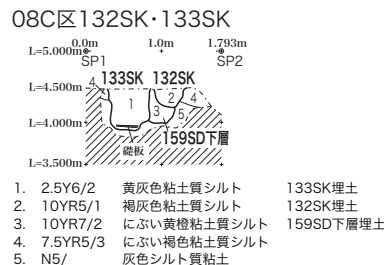 08C区132SK・133SK
0.0m 1.0m 1.793m
L=5.000m
SP1 SP2
133SK 132SK
L=4.500m
4 1 2 4
3 5
L=4.000m
159SD下層
礎板
L=3.500m
1. 2.5Y6/2 黄灰色粘土質シルト 133SK埋土
2. 10YR5/1 褐灰色粘土質シルト 132SK埋土
3. 10YR7/2 にぶい黄橙粘土質シルト 159SD下層埋土
4. 7.5YR5/3 にぶい褐色粘土質シルト
5. N5/ 灰色シルト質粘土